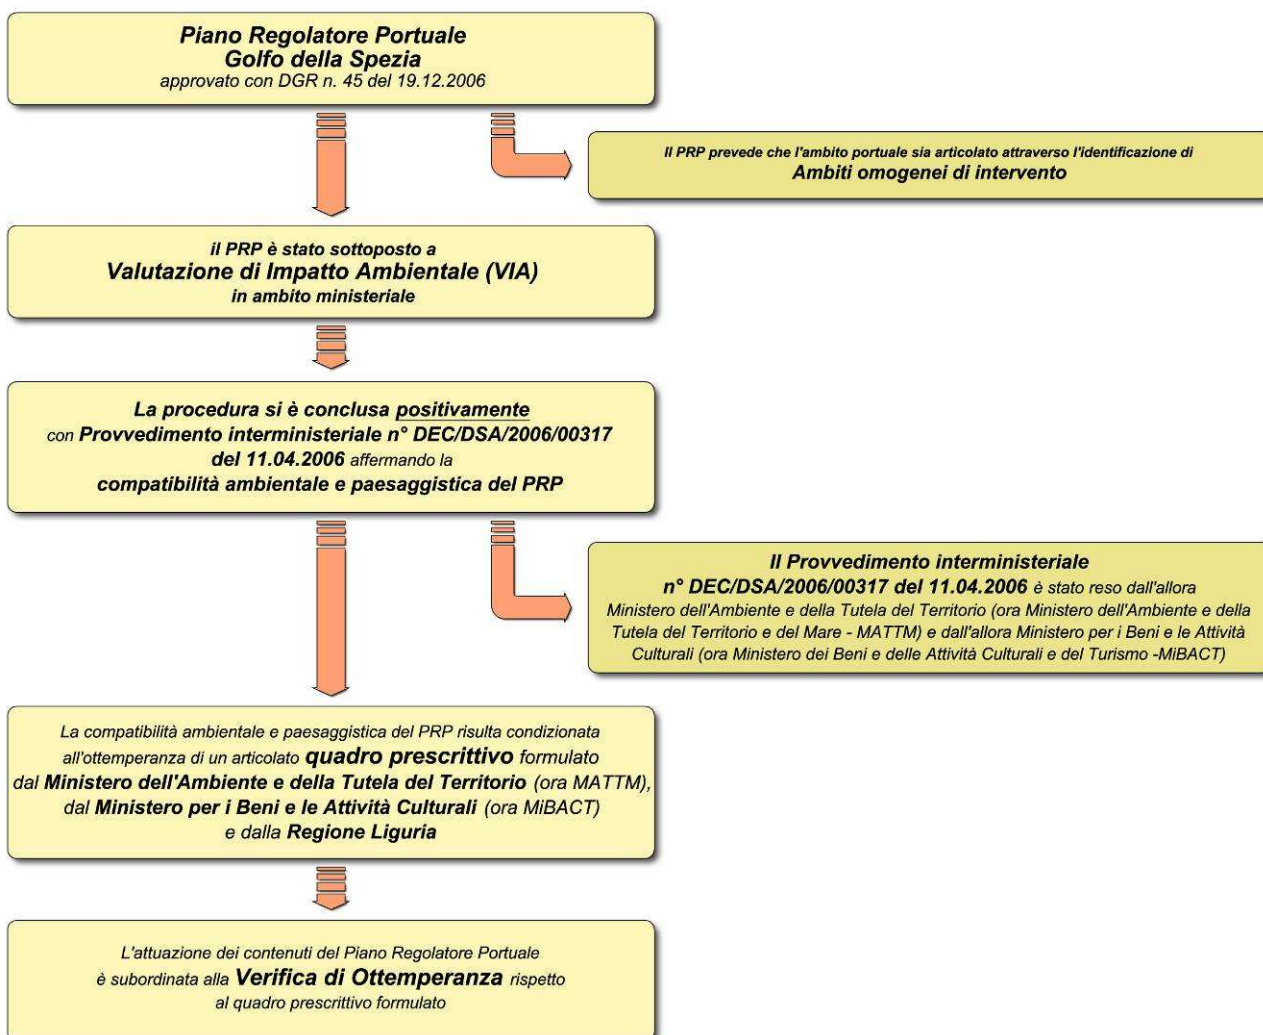 Piano Regolatore Portuale
Golfo della Spezia
approvato con DGR n. 45 del 19.12.2006
Il PRP prevede che l'ambito portuale sia articolato attraverso l'identificazione di
Ambiti omogenei di intervento
il PRP è stato sottoposto a
Valutazione di Impatto Ambientale (VIA)
in ambito ministeriale
La procedura si è conclusa positivamente
con Provvedimento interministeriale n° DEC/DSA/2006/00317
del 11.04.2006 affermando la
compatibilità ambientale e paesaggistica del PRP
Il Provvedimento interministeriale
n° DEC/DSA/2006/00317 del 11.04.2006 è stato reso dall'allora
Ministero dell'Ambiente e della Tutela del Territorio (ora Ministero dell'Ambiente e della
Tutela del Territorio e del Mare - MATTM) e dall'allora Ministero per i Beni e le Attività
Culturali (ora Ministero dei Beni e delle Attività Culturali e del Turismo -MiBACT)
La compatibilità ambientale e paesaggistica del PRP risulta condizionata
all'ottemperanza di un articolato quadro prescrittivo formulato
dal Ministero dell'Ambiente e della Tutela del Territorio (ora MATTM),
dal Ministero per i Beni e le Attività Culturali (ora MiBACT)
e dalla Regione Liguria
L'attuazione dei contenuti del Piano Regolatore Portuale
è subordinata alla Verifica di Ottemperanza rispetto
al quadro prescrittivo formulato